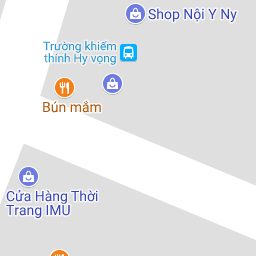 Shop Nội Y Ny
Trường khiếm
thính Hy vọng
Bún mắm
Cửa Hàng Thời
Trang IMU